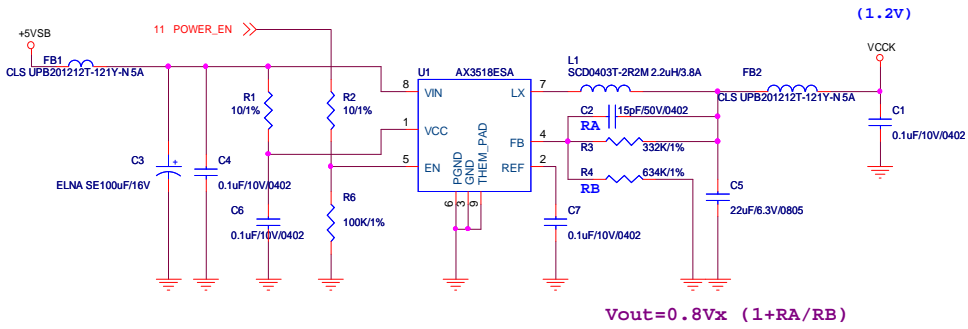 (1.2V)
+5VSB
11 POWER_EN
VCCK
FB1
CLS UPB201212T-121Y-N 5A
U1
AX3518ESA
L1
SCD0403T-2R2M 2.2uH/3.8A
FB2
CLS UPB201212T-121Y-N 5A
8
VIN
LX
7
R1
10/1%
R2
10/1%
C2
15pF/50V/0402
RA
C1
0.1uF/10V/0402
1
VCC
FB
4
R3
332K/1%
C3
ELNA SE100uF/16V
C4
0.1uF/10V/0402
5
EN
REF
2
R4
634K/1%
RB
PGND
GND
THEM_PAD
6
3
9
C6
0.1uF/10V/0402
R6
100K/1%
C7
0.1uF/10V/0402
C5
22uF/6.3V/0805
Vout=0.8Vx (1+RA/RB)